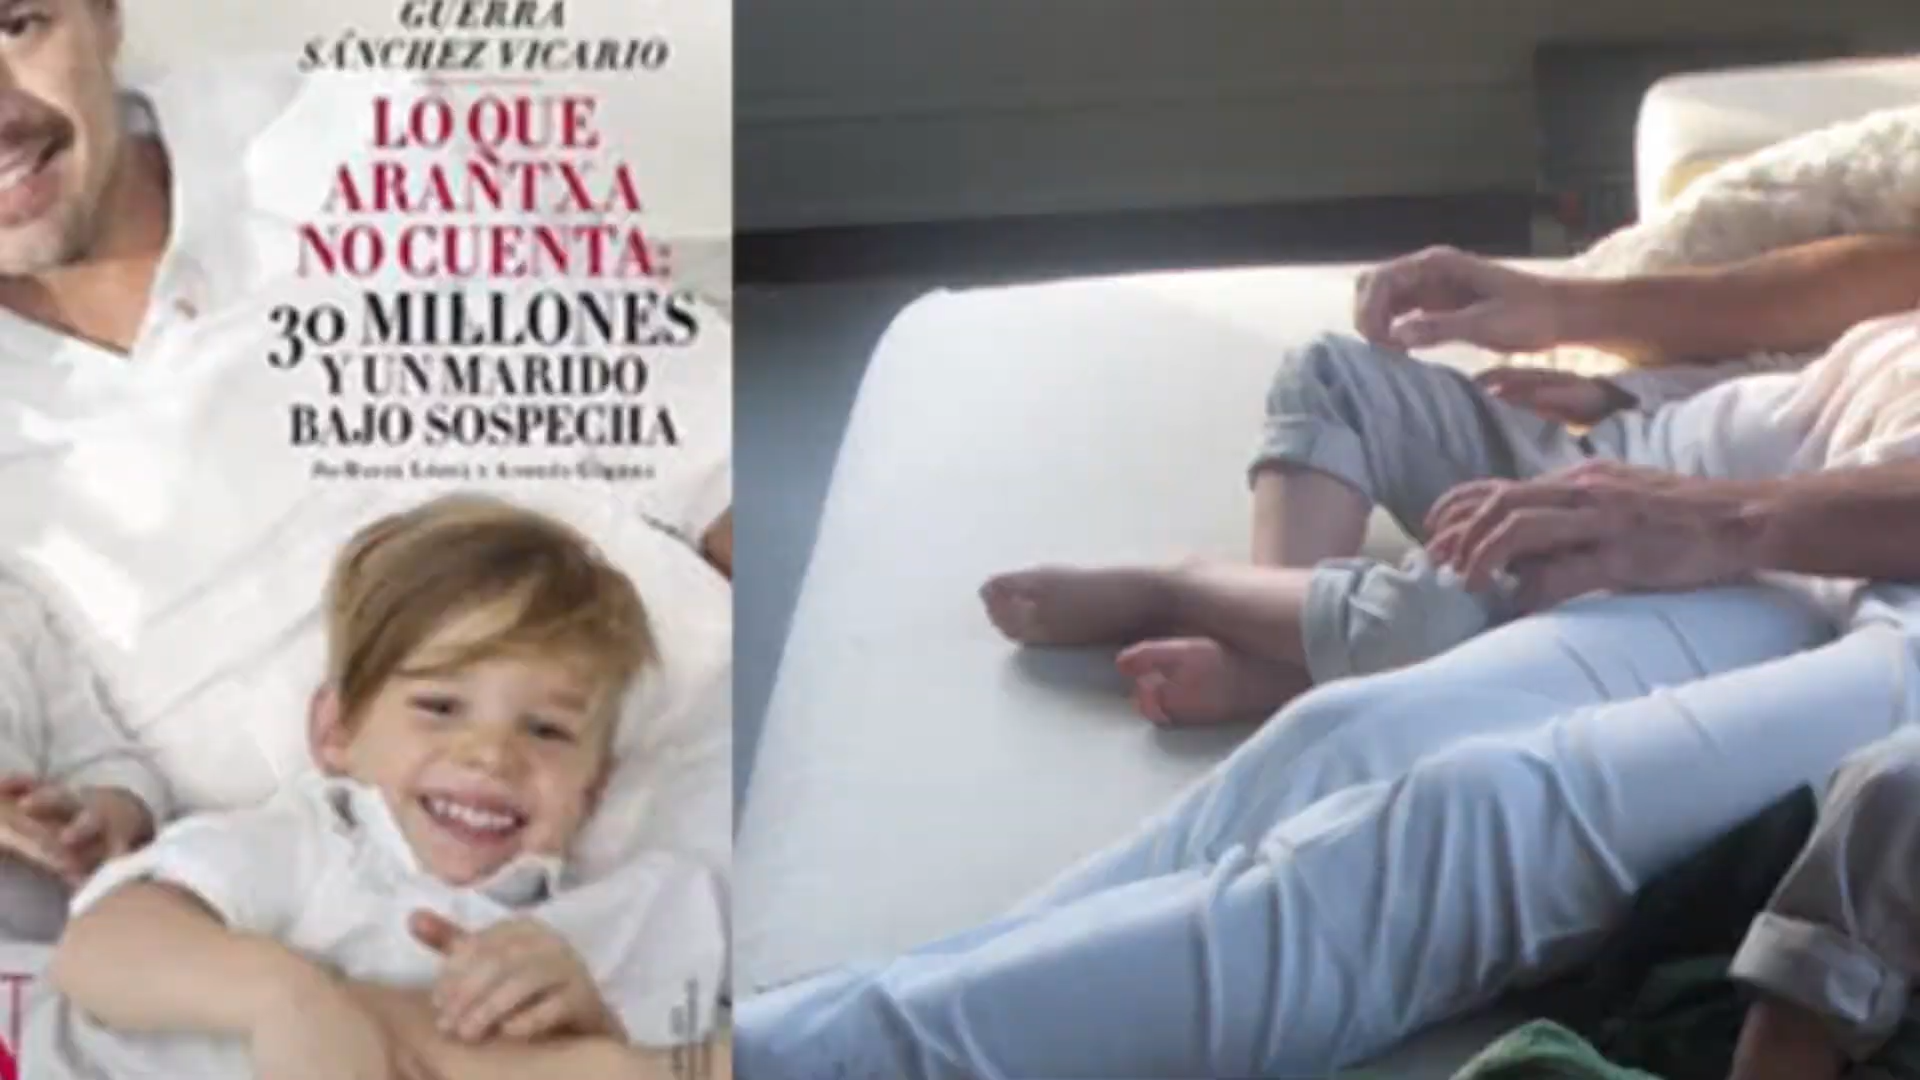 GUERRA
SÁNCHEZ VICARIO
LO QUE
ARANTXA
NO CUENTA:
30 MILLONES
Y UN MARIDO
BAJO SOSPECHA